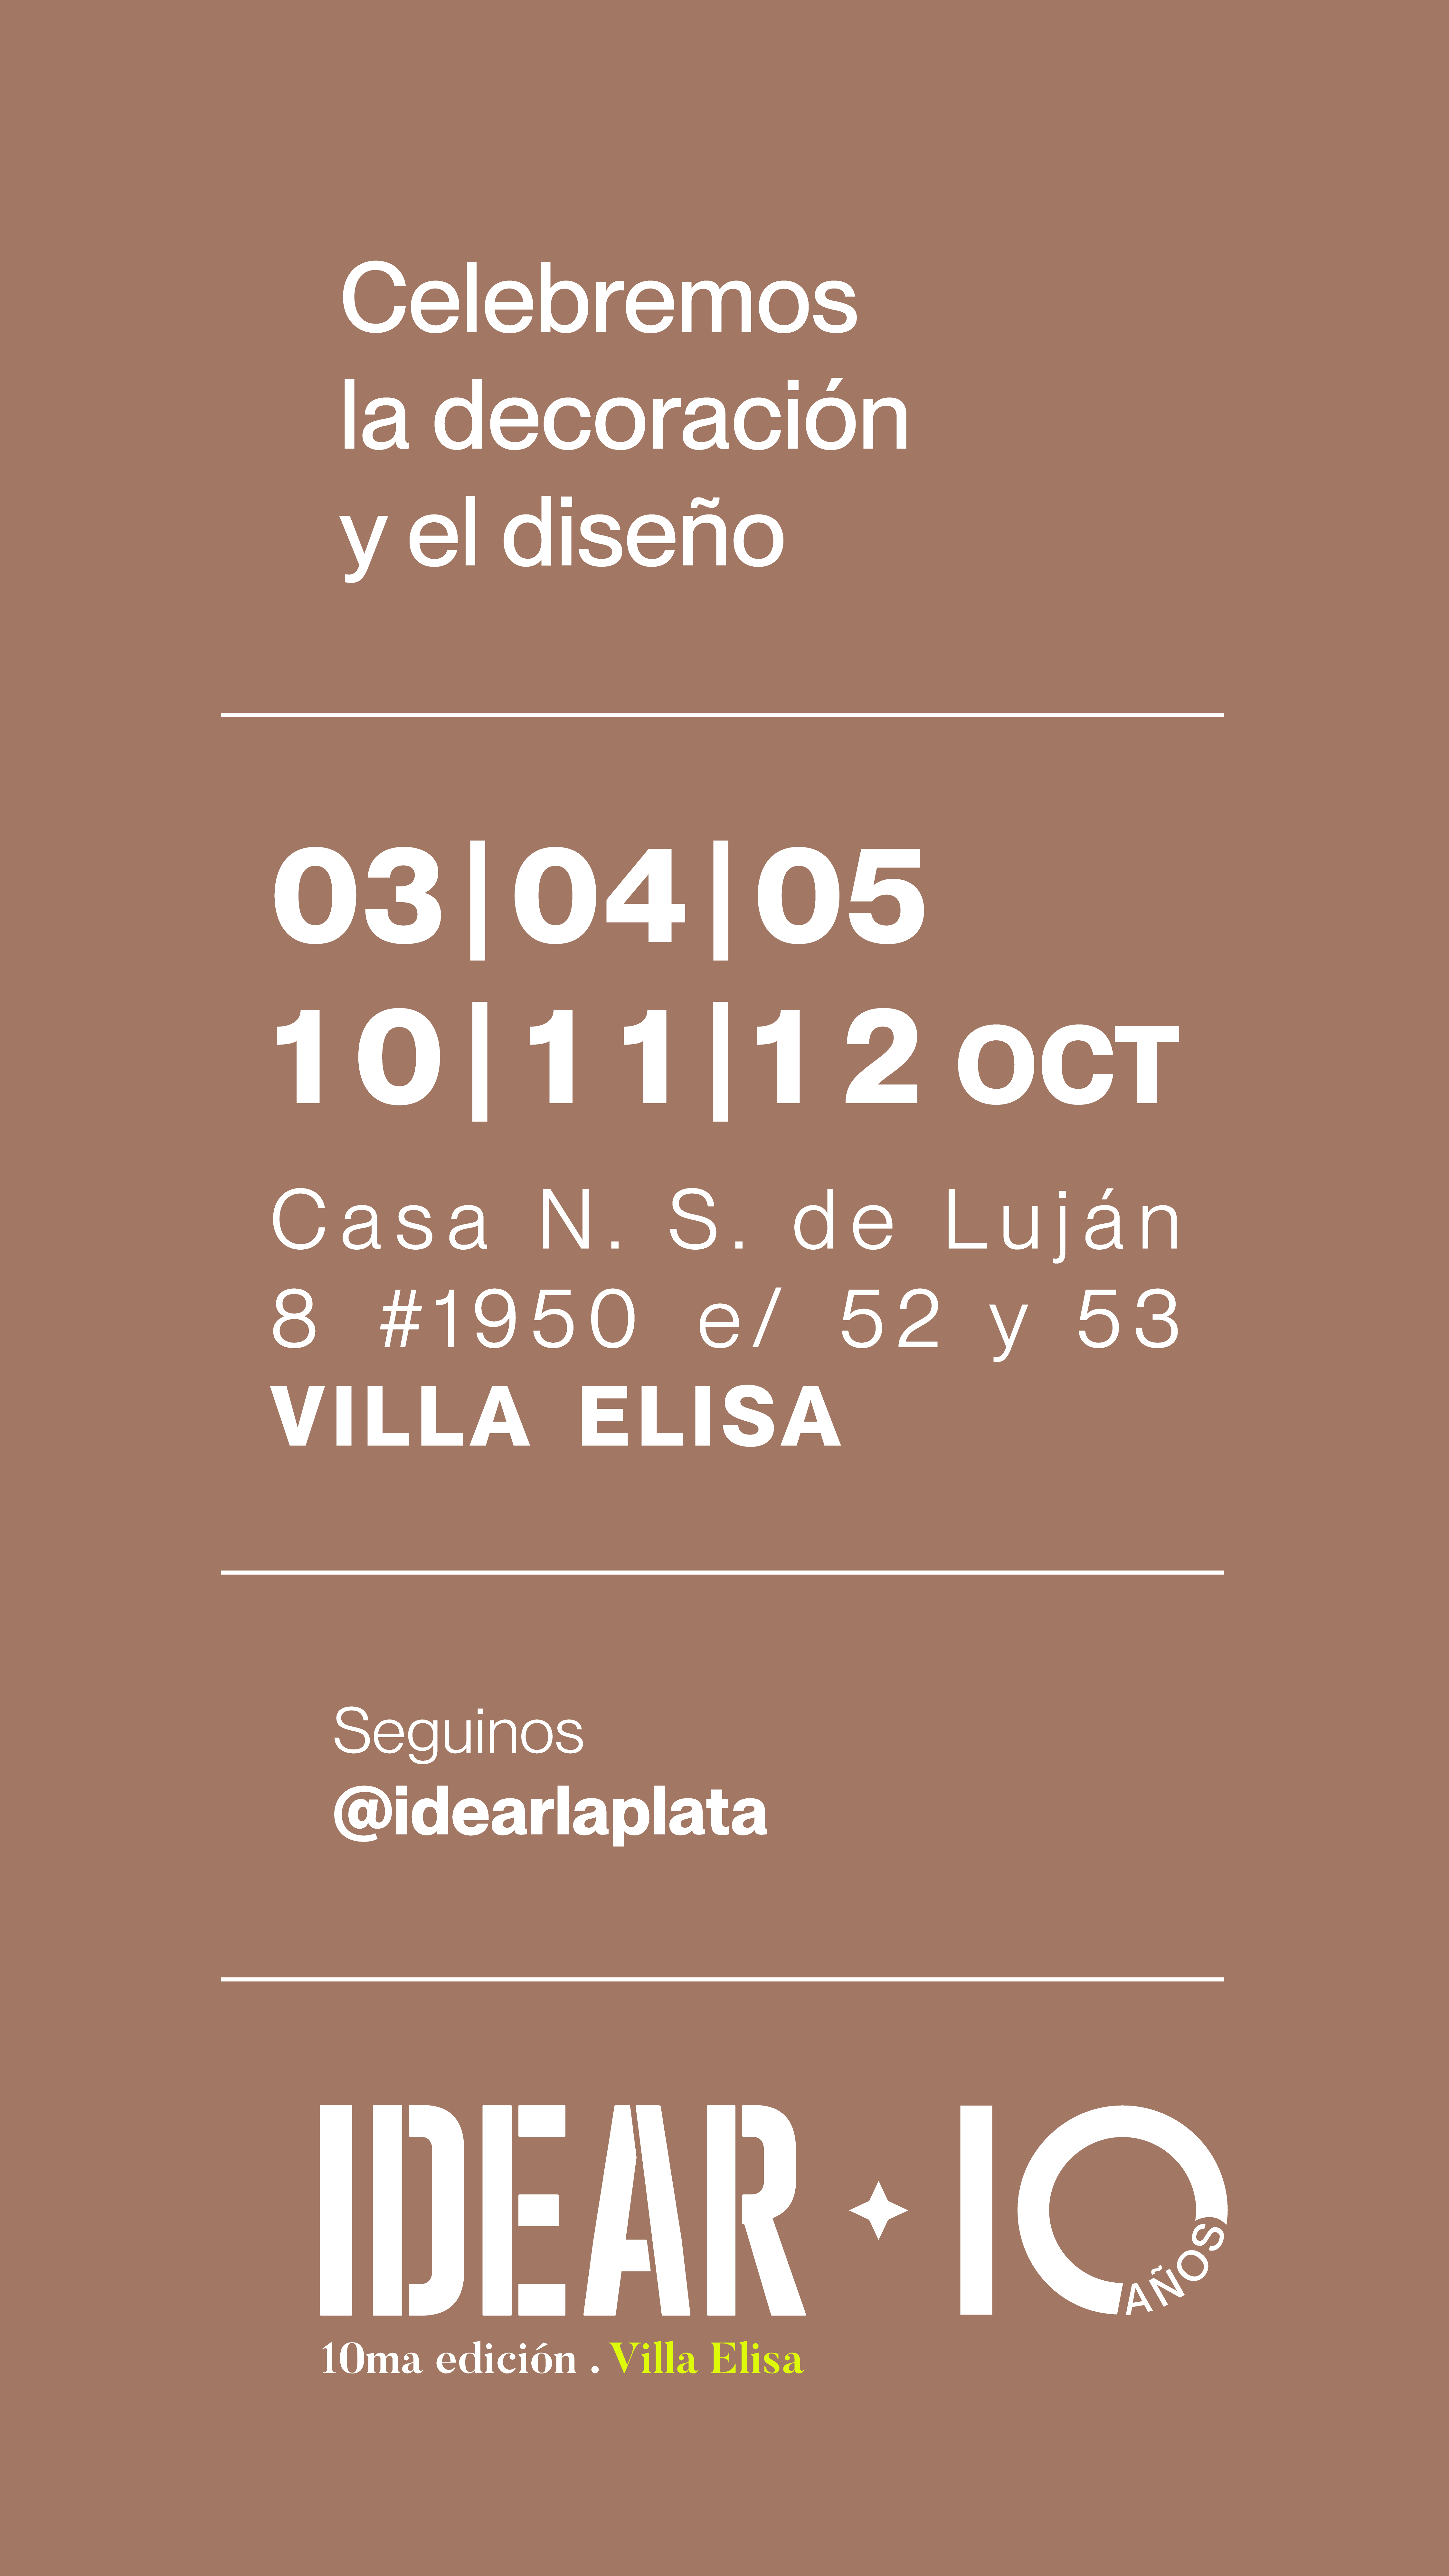 Celebremos
la decoración
y el diseño
03|04|05
10|11|12 OCT
Casa N. S. de Luján
8 #1950 e/ 52 y 53
VILLA ELISA
Seguinos
@idearlaplata
IDEAR 10 AÑOS
10ma edición . Villa Elisa